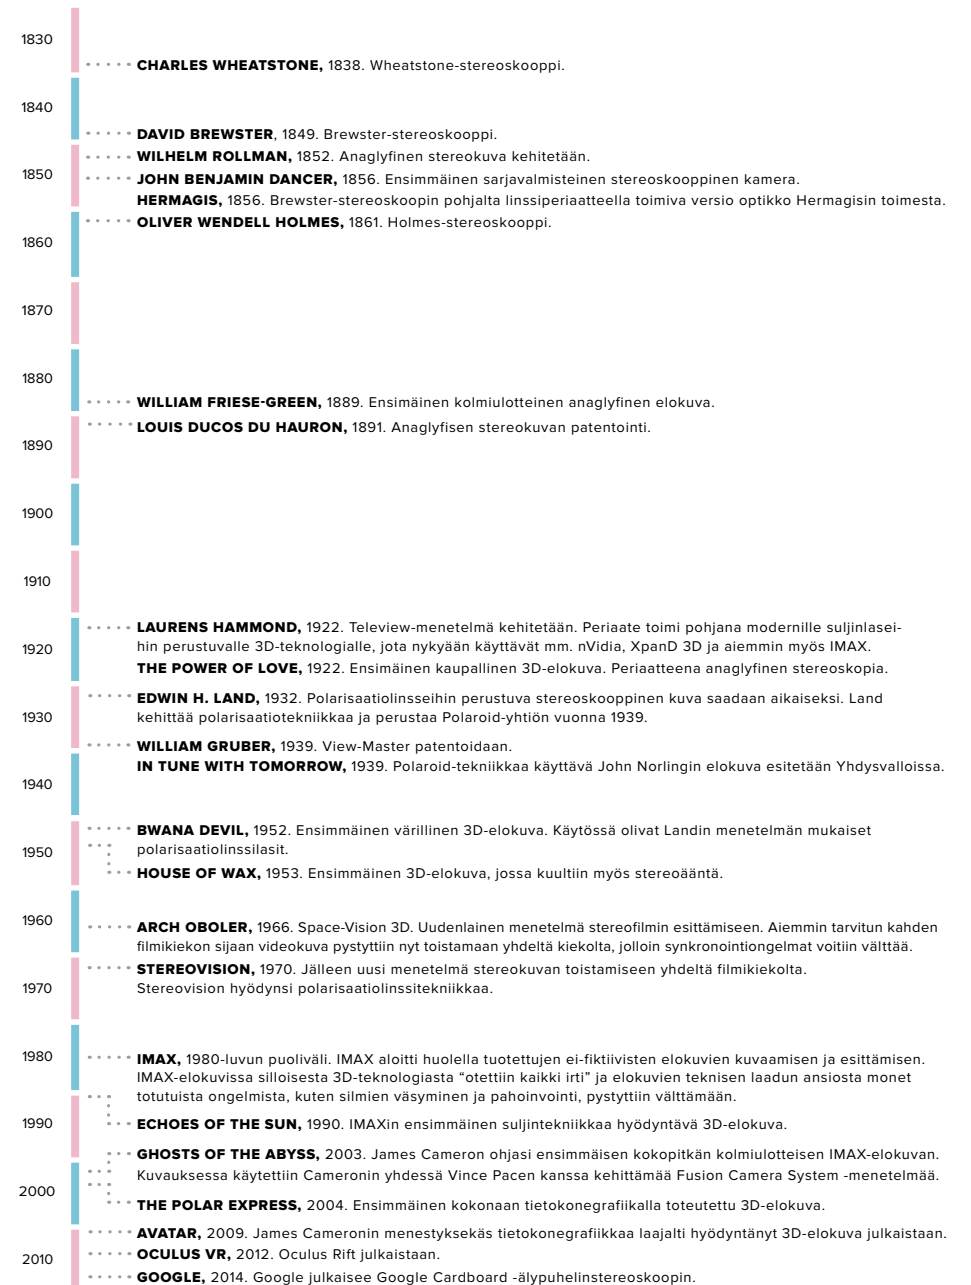 1830
CHARLES WHEATSTONE, 1838. Wheatstone-stereoskooppi.
1840
DAVID BREWSTER, 1849. Brewster-stereoskooppi.
WILHELM ROLLMAN, 1852. Anaglyfinen stereokuva kehitetään.
1850
JOHN BENJAMIN DANCER, 1856. Ensimmäinen sarjavalmisteinen stereoskooppinen kamera.
HERMAGIS, 1856. Brewster-stereoskoopin pohjalta linssiperiaatteella toimiva versio optikko Hermagisin toimesta.
OLIVER WENDELL HOLMES, 1861. Holmes-stereoskooppi.
1860
1870
1880
WILLIAM FRIESE-GREEN, 1889. Ensimäinen kolmiulotteinen anaglyfinen elokuva.
LOUIS DUCOS DU HAURON, 1891. Anaglyfisen stereokuvan patentointi.
1890
1900
1910
LAURENS HAMMOND, 1922. Teleview-menetelmä kehitetään. Periaate toimi pohjana modernille suljinlasei-
hin perustuvalle 3D-teknologialle, jota nykyään käyttävät mm. nVidia, XpanD 3D ja aiemmin myös IMAX.
1920
THE POWER OF LOVE, 1922. Ensimäinen kaupallinen 3D-elokuva. Periaatteena anaglyfinen stereoskopia.
EDWIN H. LAND, 1932. Polarisaatiolinsseihin perustuva stereoskooppinen kuva saadaan aikaiseksi. Land
1930
kehittää polarisaatiotekniikkaa ja perustaa Polaroid-yhtiön vuonna 1939.
WILLIAM GRUBER, 1939. View-Master patentoidaan.
IN TUNE WITH TOMORROW, 1939. Polaroid-tekniikkaa käyttävä John Norlingin elokuva esitetään Yhdysvalloissa.
1940
BWANA DEVIL, 1952. Ensimmäinen värillinen 3D-elokuva. Käytössä olivat Landin menetelmän mukaiset
polarisaatiolinssilasit.
1950
HOUSE OF WAX, 1953. Ensimmäinen 3D-elokuva, jossa kuultiin myös stereoääntä.
1960
ARCH OBOLER, 1966. Space-Vision 3D. Uudenlainen menetelmä stereofilmin esittämiseen. Aiemmin tarvitun kahden
filmikiekon sijaan videokuva pystyttiin nyt toistamaan yhdeltä kiekolta, jolloin synkronointiongelmat voitiin välttää.
STEREOVISION, 1970. Jälleen uusi menetelmä stereokuvan toistamiseen yhdeltä filmikiekolta.
1970
Stereovision hyödynsi polarisaatiolinssitekniikkaa.
1980
IMAX, 1980-luvun puoliväli. IMAX aloitti huolella tuotettujen ei-fiktiivisten elokuvien kuvaamisen ja esittämisen.
IMAX-elokuvissa silloisesta 3D-teknologiasta “otettiin kaikki irti” ja elokuvien teknisen laadun ansiosta monet
totutuista ongelmista, kuten silmien väsyminen ja pahoinvointi, pystyttiin välttämään.
1990
ECHOES OF THE SUN, 1990. IMAXin ensimmäinen suljintekniikkaa hyödyntävä 3D-elokuva.
GHOSTS OF THE ABYSS, 2003. James Cameron ohjasi ensimmäisen kokopitkän kolmiulotteisen IMAX-elokuvan.
Kuvauksessa käytettiin Cameronin yhdessä Vince Pacen kanssa kehittämää Fusion Camera System -menetelmää.
2000
THE POLAR EXPRESS, 2004. Ensimmäinen kokonaan tietokonegrafiikalla toteutettu 3D-elokuva.
AVATAR, 2009. James Cameronin menestyksekäs tietokonegrafiikkaa laajalti hyödyntänyt 3D-elokuva julkaistaan.
OCULUS VR, 2012. Oculus Rift julkaistaan.
2010
GOOGLE, 2014. Google julkaisee Google Cardboard -älypuhelinstereoskoopin.